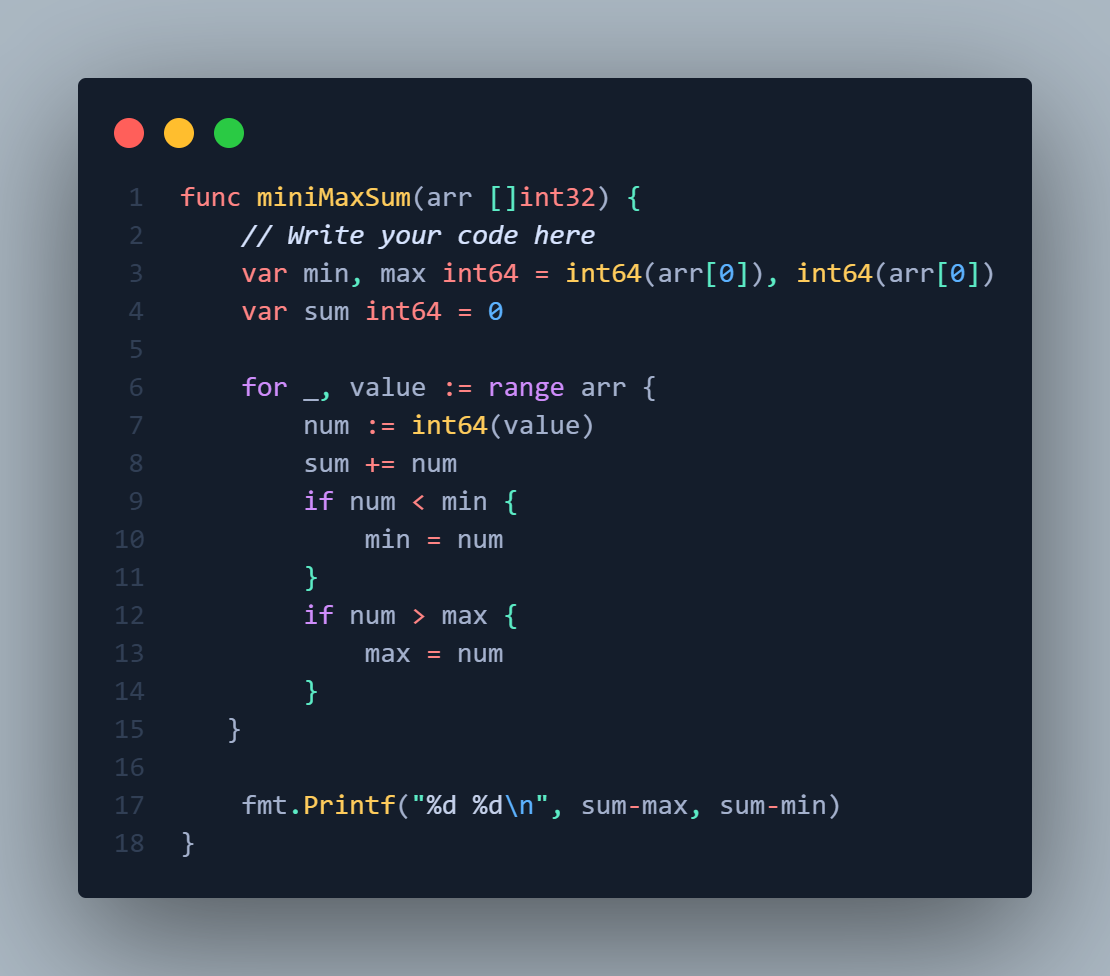 1 func miniMaxSum(arr []int32) {
2     // Write your code here
3     var min, max int64 = int64(arr[0]), int64(arr[0])
4     var sum int64 = 0
5
6     for _, value := range arr {
7         num := int64(value)
8         sum += num
9         if num < min {
10             min = num
11         }
12         if num > max {
13             max = num
14         }
15    }
16
17     fmt.Printf("%d %d\n", sum-max, sum-min)
18 }